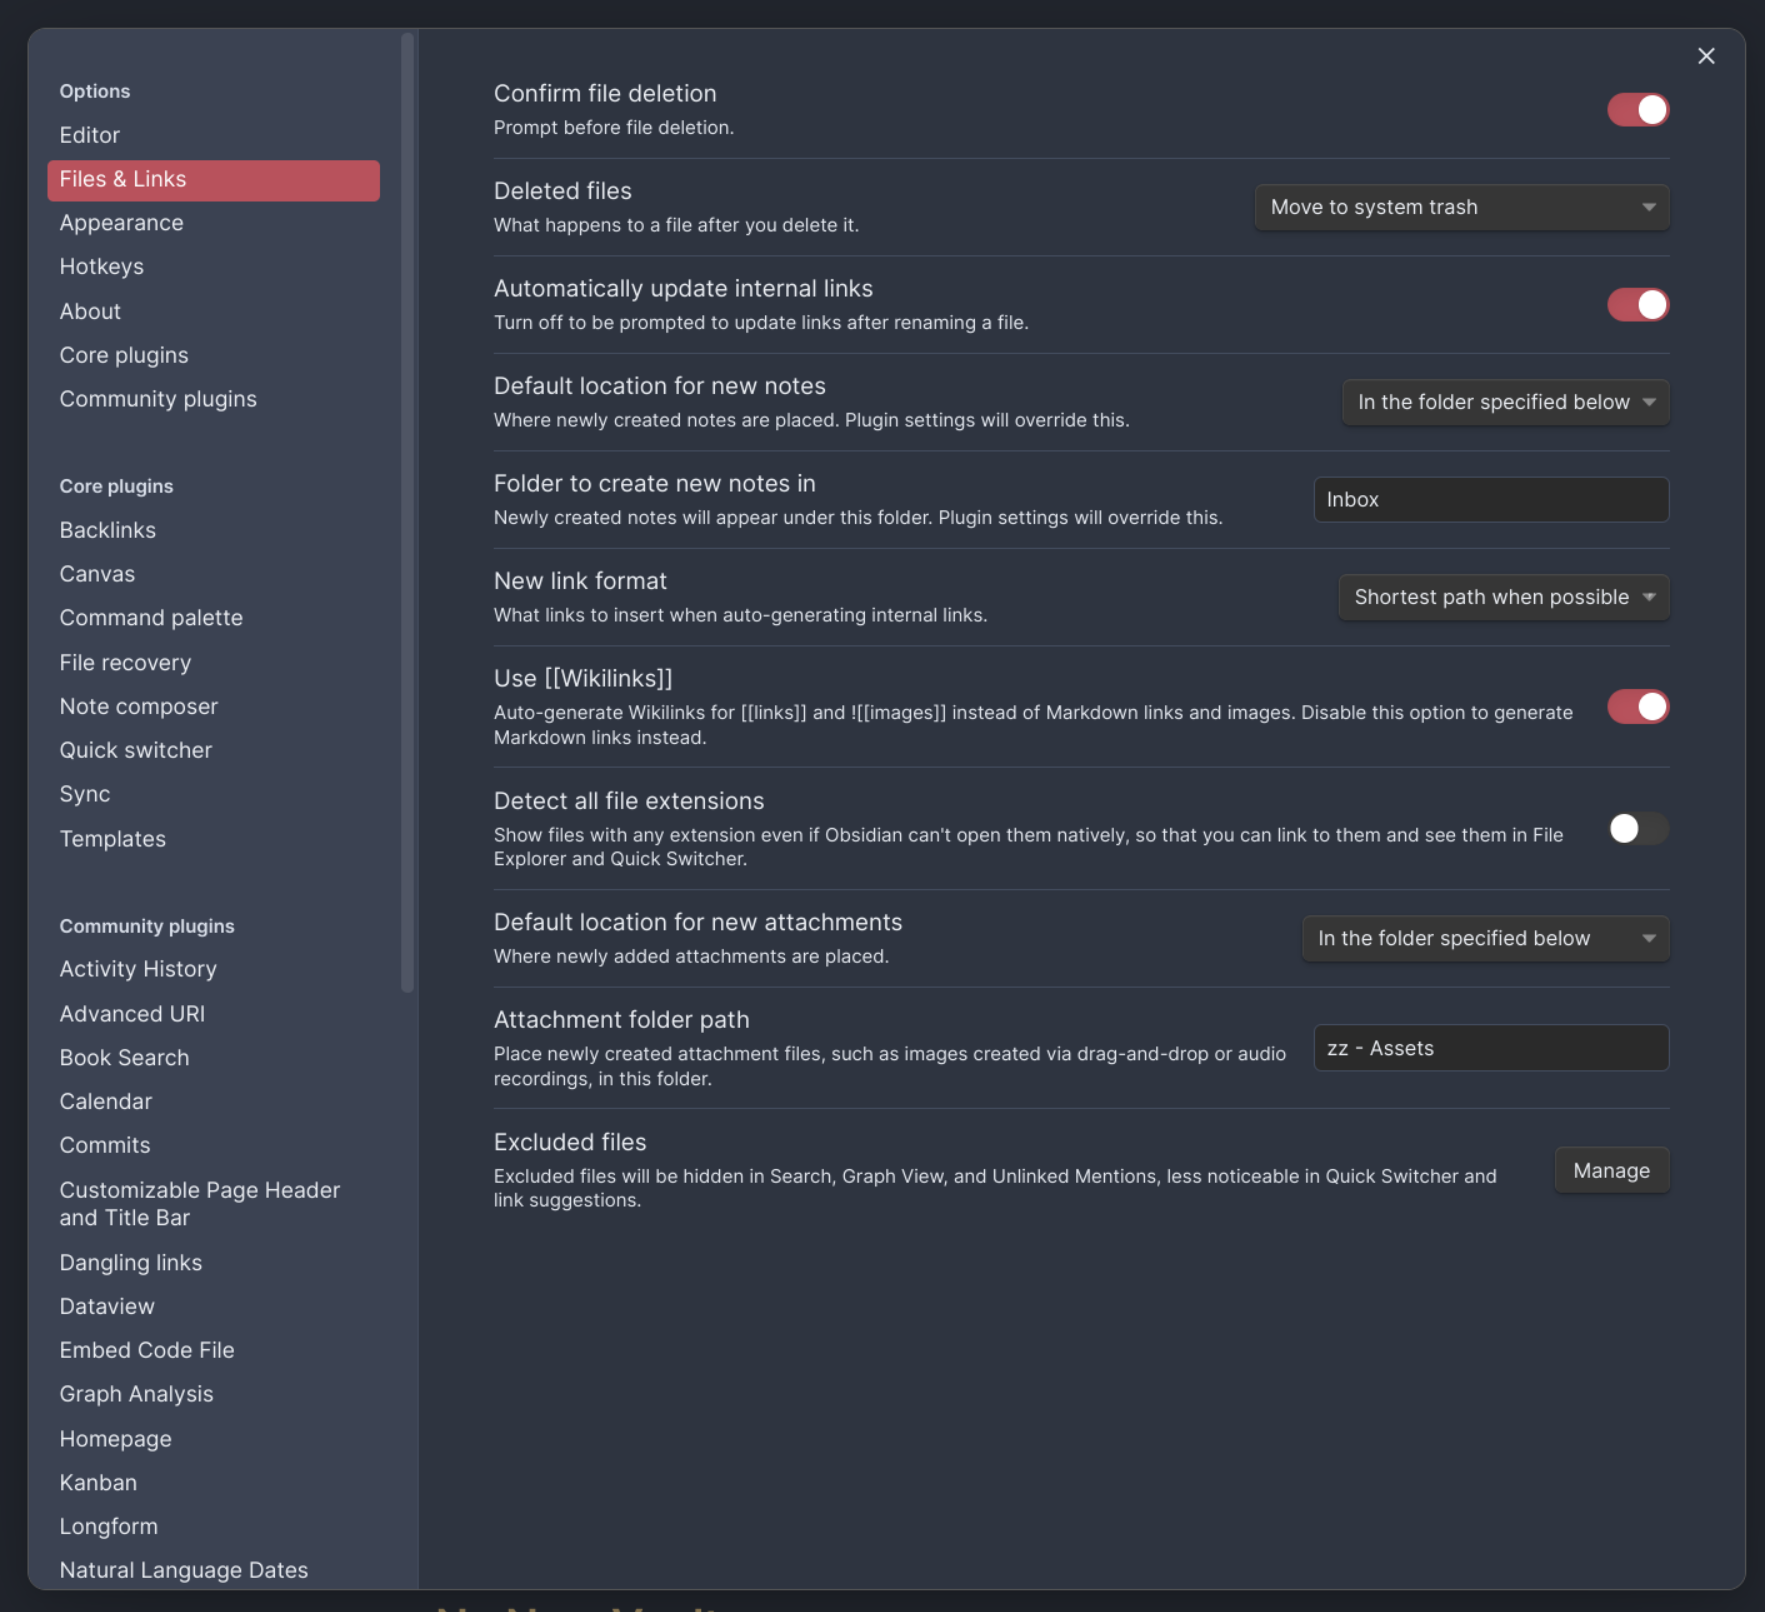 Options
Editor
Files & Links
Appearance
Hotkeys
About
Core plugins
Community plugins
Core plugins
Backlinks
Canvas
Command palette
File recovery
Note composer
Quick switcher
Sync
Templates
Community plugins
Activity History
Advanced URI
Book Search
Calendar
Commits
Customizable Page Header
and Title Bar
Dangling links
Dataview
Embed Code File
Graph Analysis
Homepage
Kanban
Longform
Natural Language Dates
Confirm file deletion
Prompt before file deletion.
Deleted files
What happens to a file after you delete it.
Move to system trash
Automatically update internal links
Turn off to be prompted to update links after renaming a file.
Default location for new notes
Where newly created notes are placed. Plugin settings will override this.
In the folder specified below
Folder to create new notes in
Newly created notes will appear under this folder. Plugin settings will override this.
Inbox
New link format
What links to insert when auto-generating internal links.
Shortest path when possible
Use [[Wikilinks]]
Auto-generate Wikilinks for [[links]] and ![[images]] instead of Markdown links and images. Disable this option to generate
Markdown links instead.
Detect all file extensions
Show files with any extension even if Obsidian can't open them natively, so that you can link to them and see them in File
Explorer and Quick Switcher.
Default location for new attachments
Where newly added attachments are placed.
In the folder specified below
Attachment folder path
Place newly created attachment files, such as images created via drag-and-drop or audio
recordings, in this folder.
zz - Assets
Excluded files
Excluded files will be hidden in Search, Graph View, and Unlinked Mentions, less noticeable in Quick Switcher and
link suggestions.
Manage